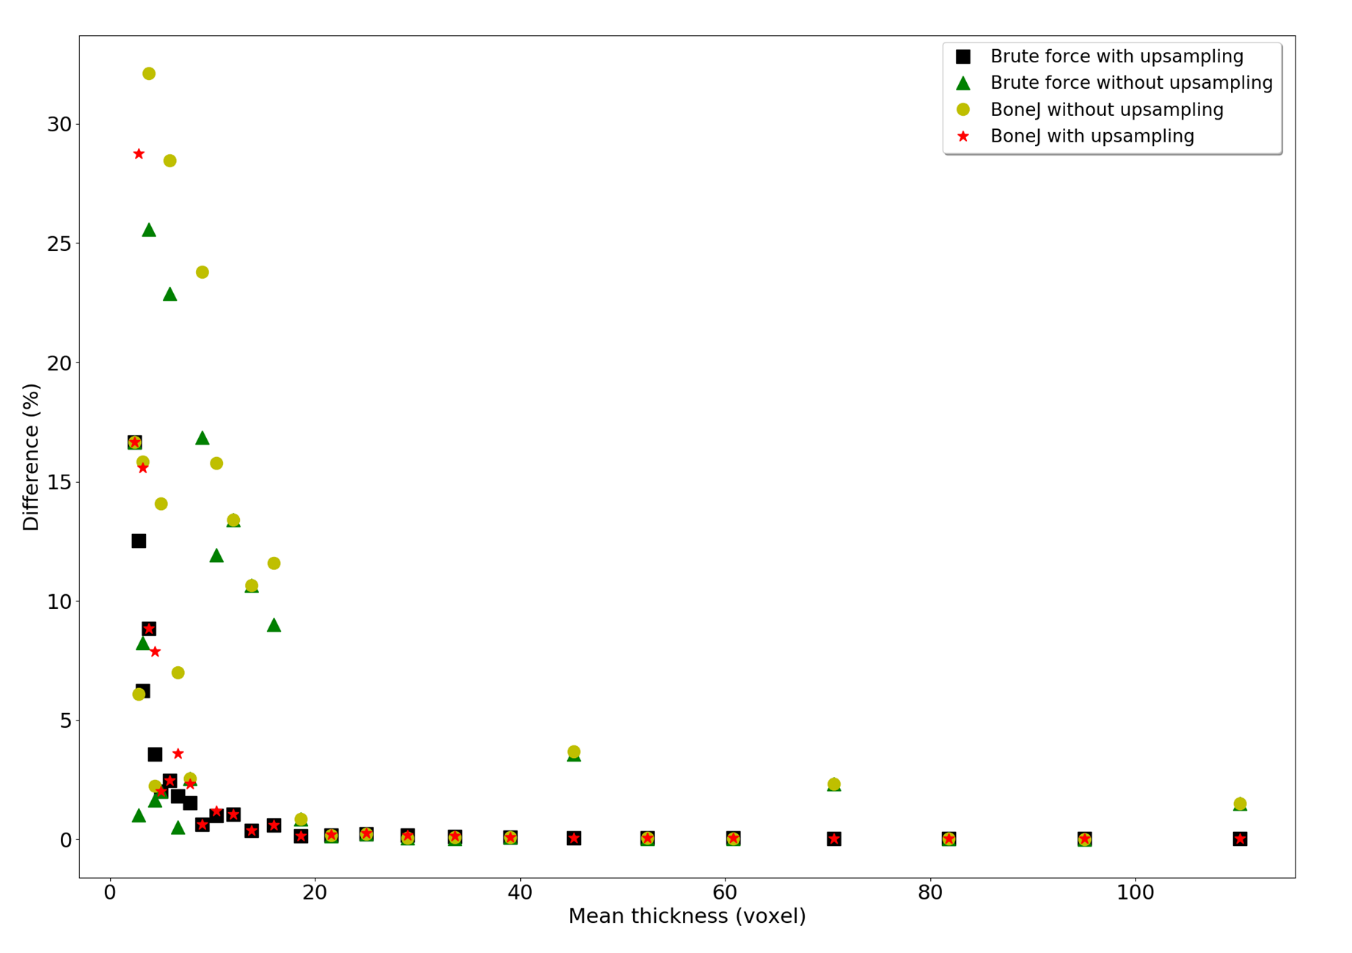 Brute force with upsampling
Brute force without upsampling
BoneJ without upsampling
BoneJ with upsampling
Difference (%)
30
25
20
15
10
5
0
0 20 40 60 80 100
Mean thickness (voxel)